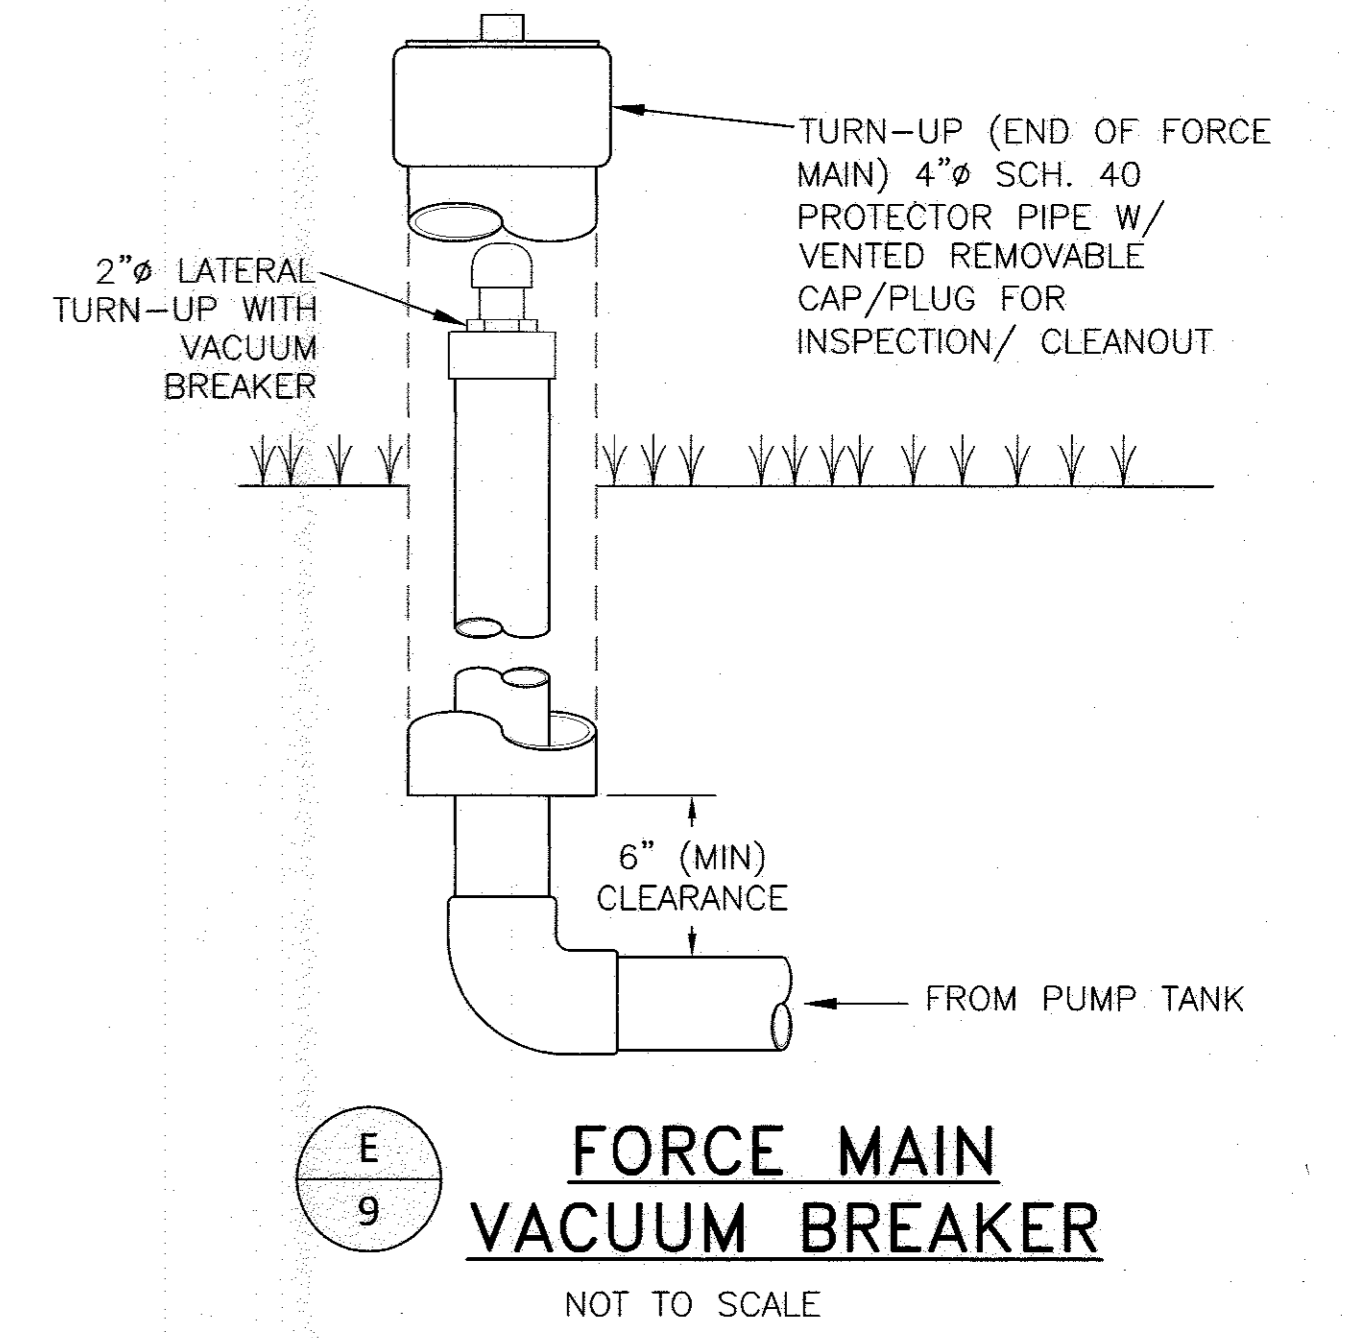 TURN-UP (END OF FORCE
MAIN) 4"ø SCH. 40
PROTECTOR PIPE W/
VENTED REMOVABLE
CAP/PLUG FOR
INSPECTION/ CLEANOUT
2"ø LATERAL
TURN-UP WITH
VACUUM
BREAKER
6" (MIN)
CLEARANCE
FROM PUMP TANK
E
9
FORCE MAIN
VACUUM BREAKER
NOT TO SCALE